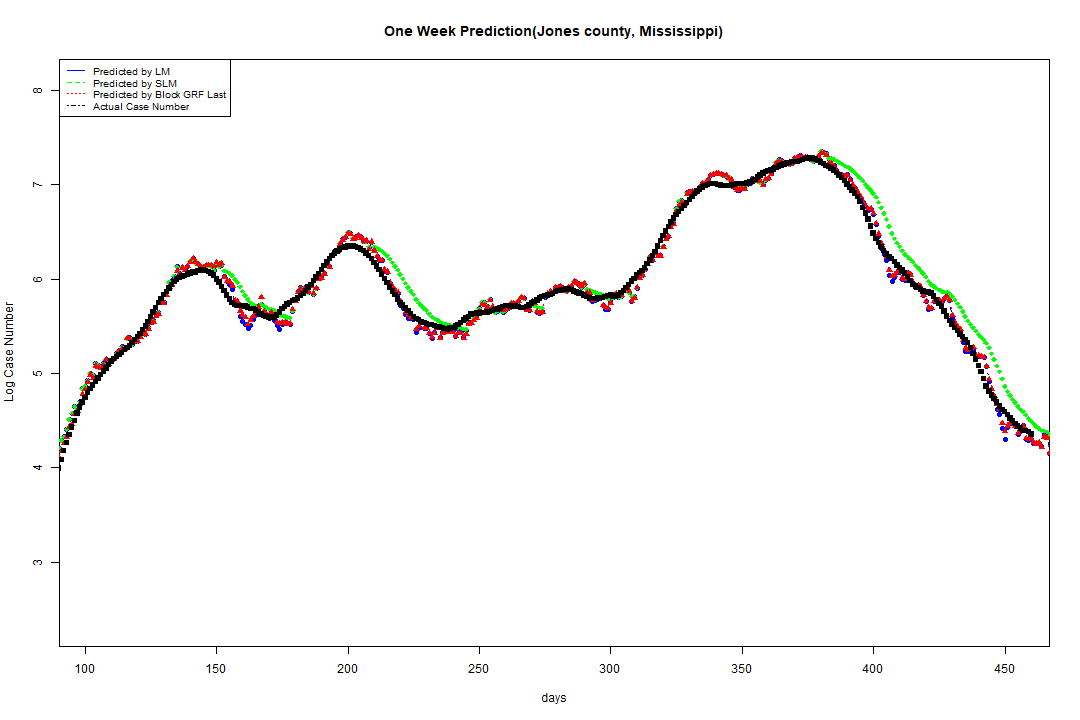 One Week Prediction(Jones county, Mississippi)
Predicted by LM
Predicted by SLM
Predicted by Block GRF Last
Actual Case Number
8
7
6
5
4
3
Log Case Number
100 150 200 250 300 350 400 450
days